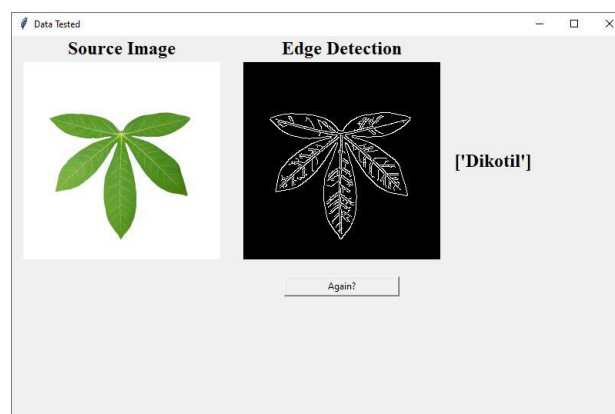 Data Tested
Source Image
Edge Detection
['Dikotil']
Again?